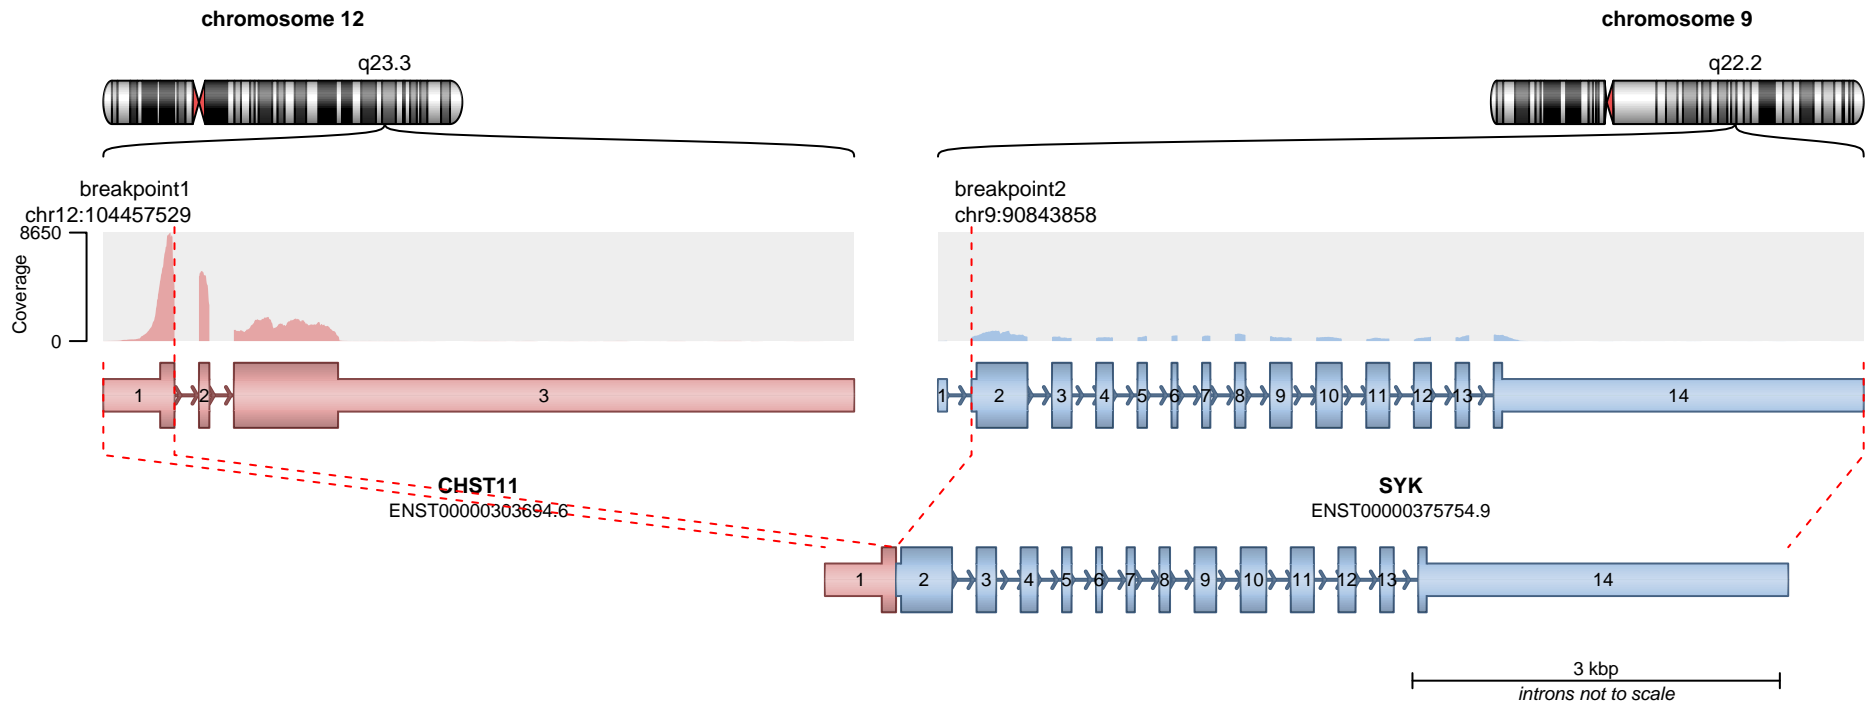 chromosome 12
chromosome 9
q23.3
q22.2
breakpoint1
chr12:104457529
breakpoint2
chr9:90843858
8650
0
Coverage
1 2 3
1 2 3 4 5 6 7 8 9 10 11 12 13 14
CHST11
ENST00000303694.6
SYK
ENST00000375754.9
1 2 3 4 5 6 7 8 9 10 11 12 13 14
3 kbp
introns not to scale